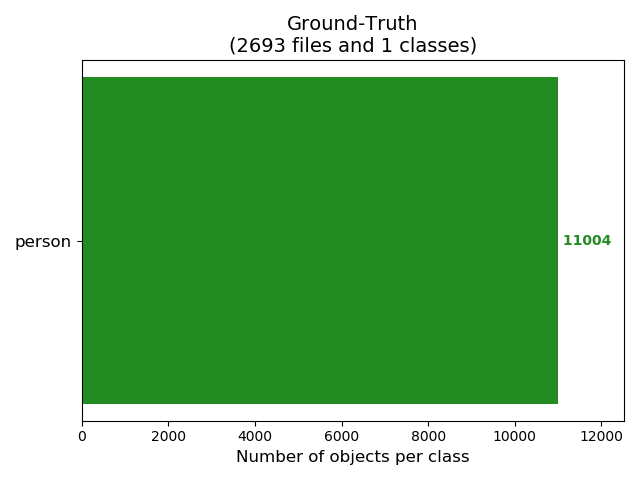 Ground-Truth
(2693 files and 1 classes)
person
11004
0 2000 4000 6000 8000 10000 12000
Number of objects per class